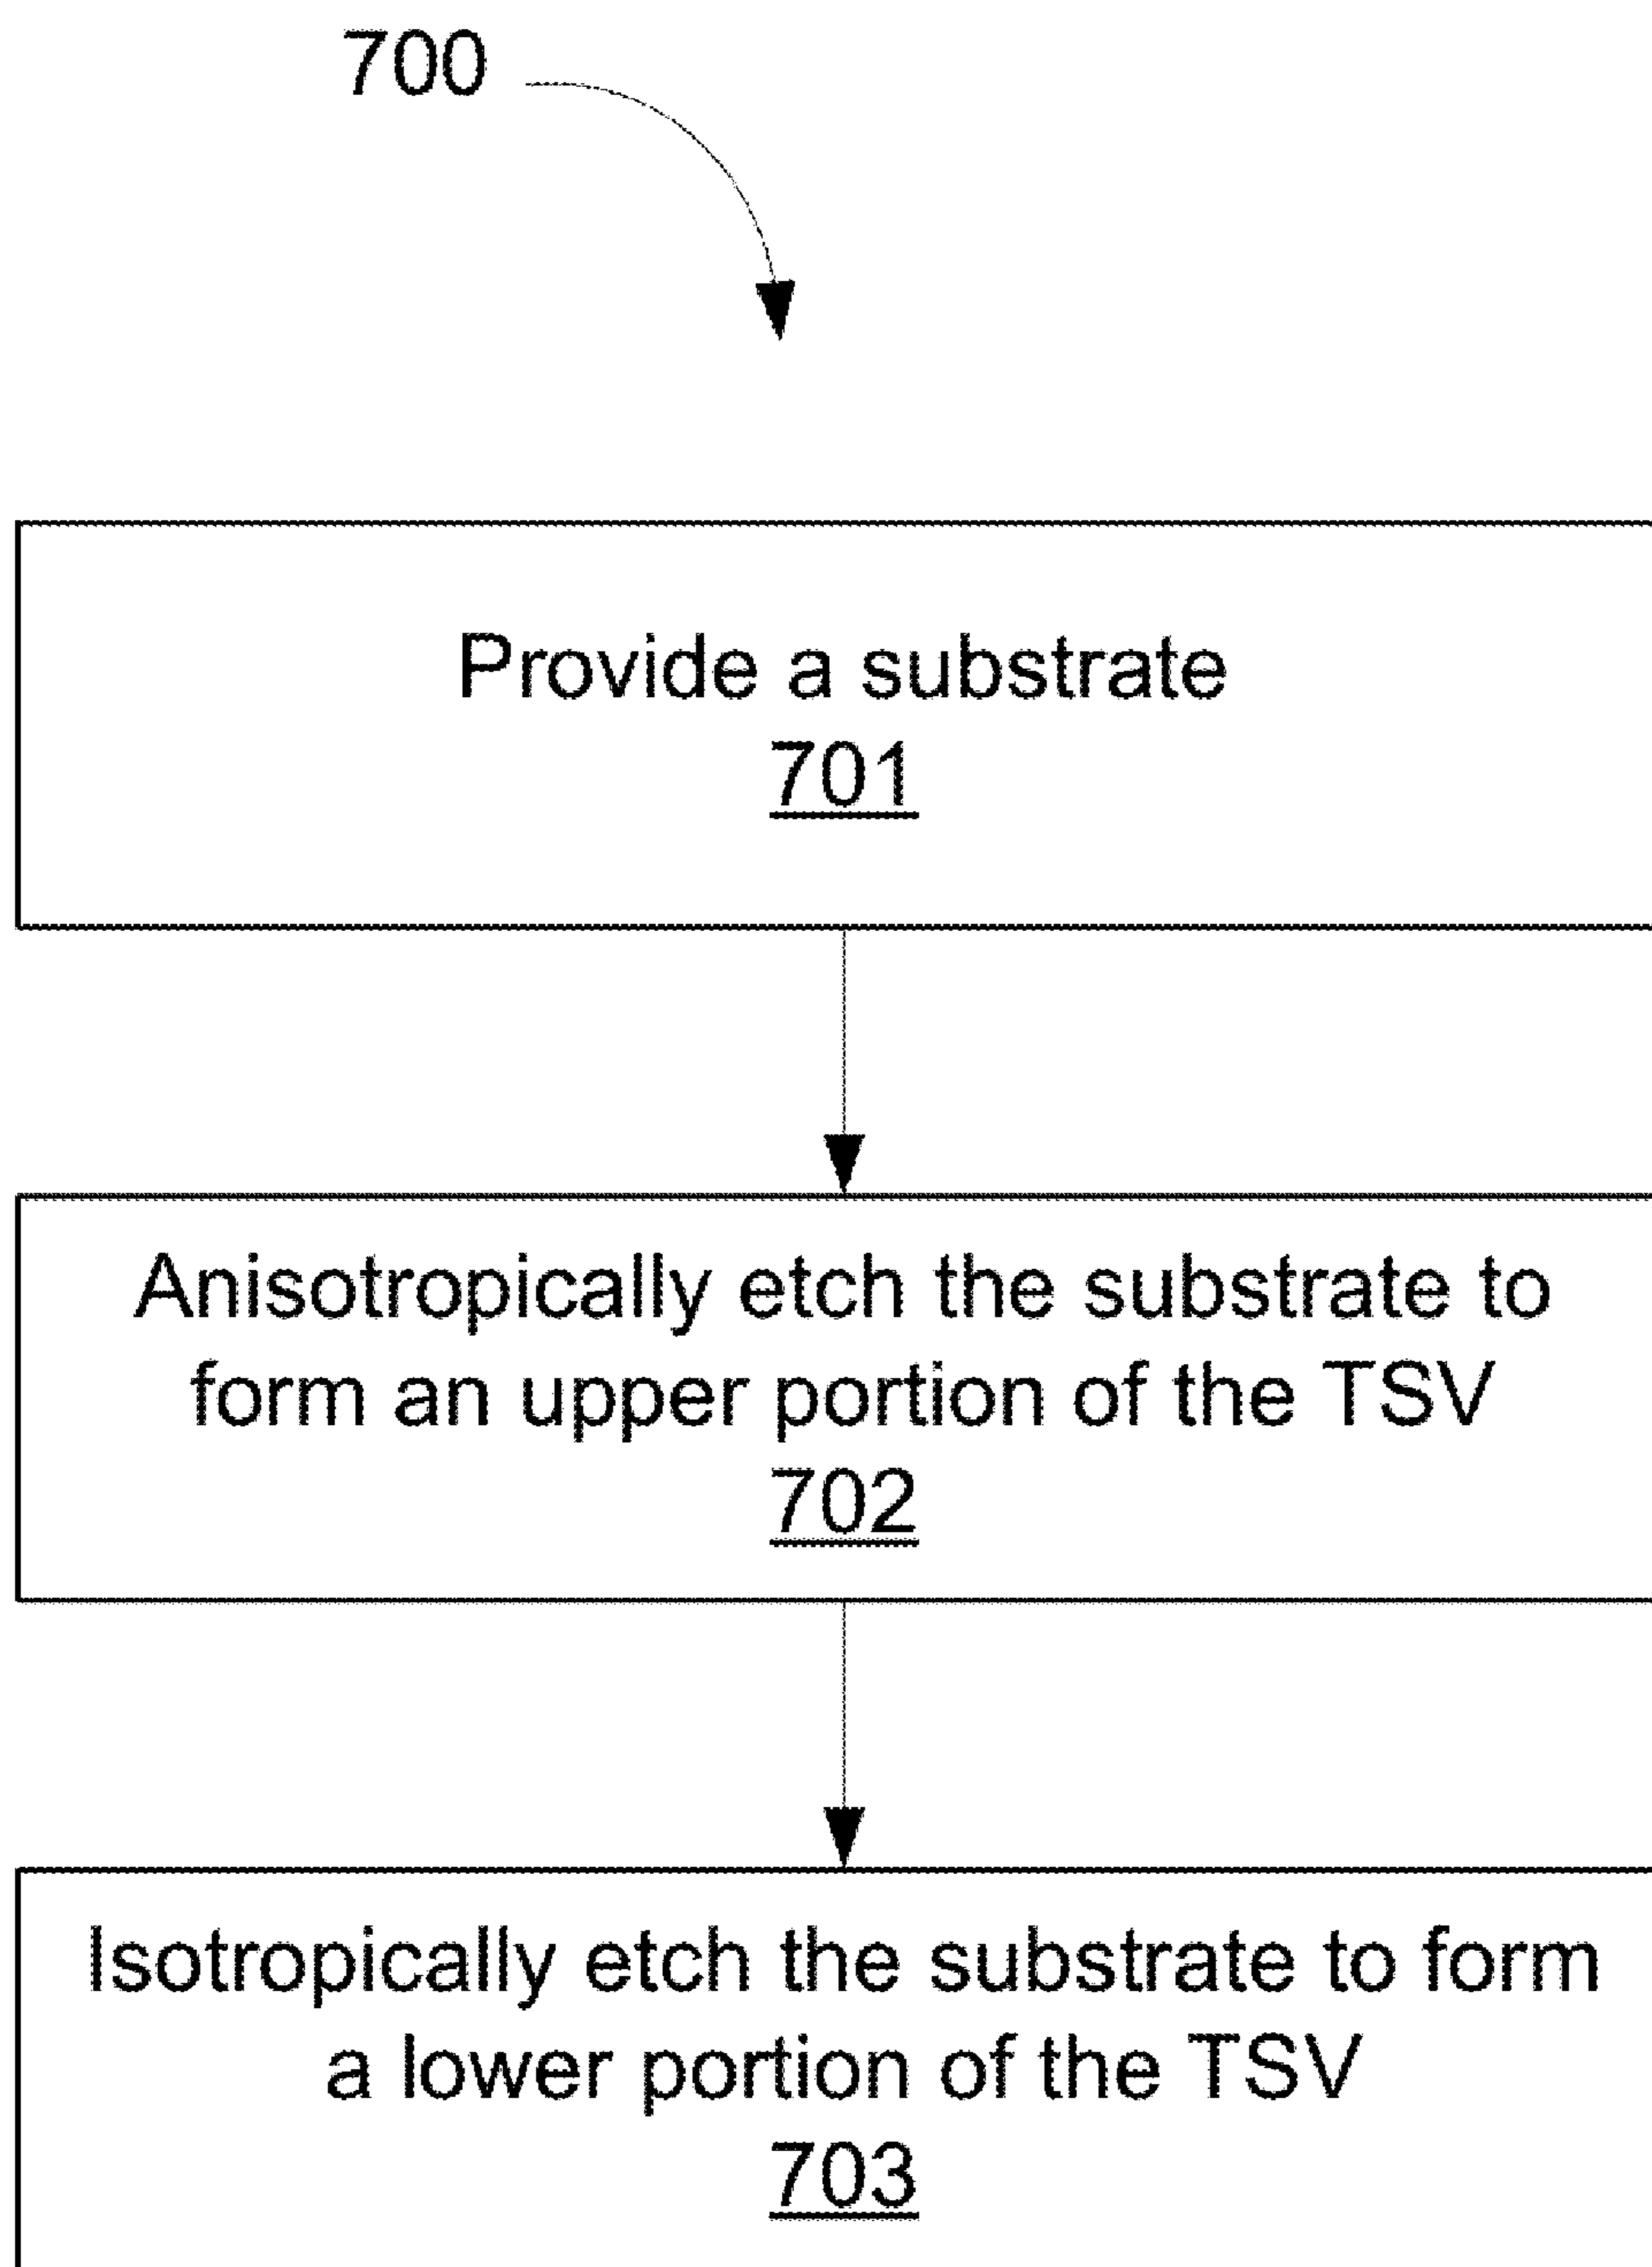 700
Provide a substrate
701
Anisotropically etch the substrate to
form an upper portion of the TSV
702
Isotropically etch the substrate to form
a lower portion of the TSV
703